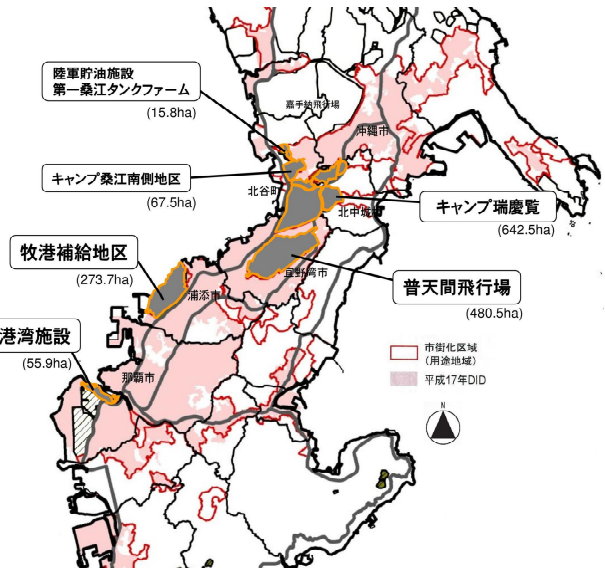 陸軍貯油施設
第一桑江タンクファーム
(15.8ha)
嘉手納飛行場
沖縄市
キャンプ桑江南側地区
(67.5ha)
北谷町
北中城村
キャンプ瑞慶覧
(642.5ha)
牧港補給地区
(273.7ha)
浦添市
宜野湾市
普天間飛行場
(480.5ha)
港湾施設
(55.9ha)
那覇市
市街化区域
(用途地域)
平成17年DID
N